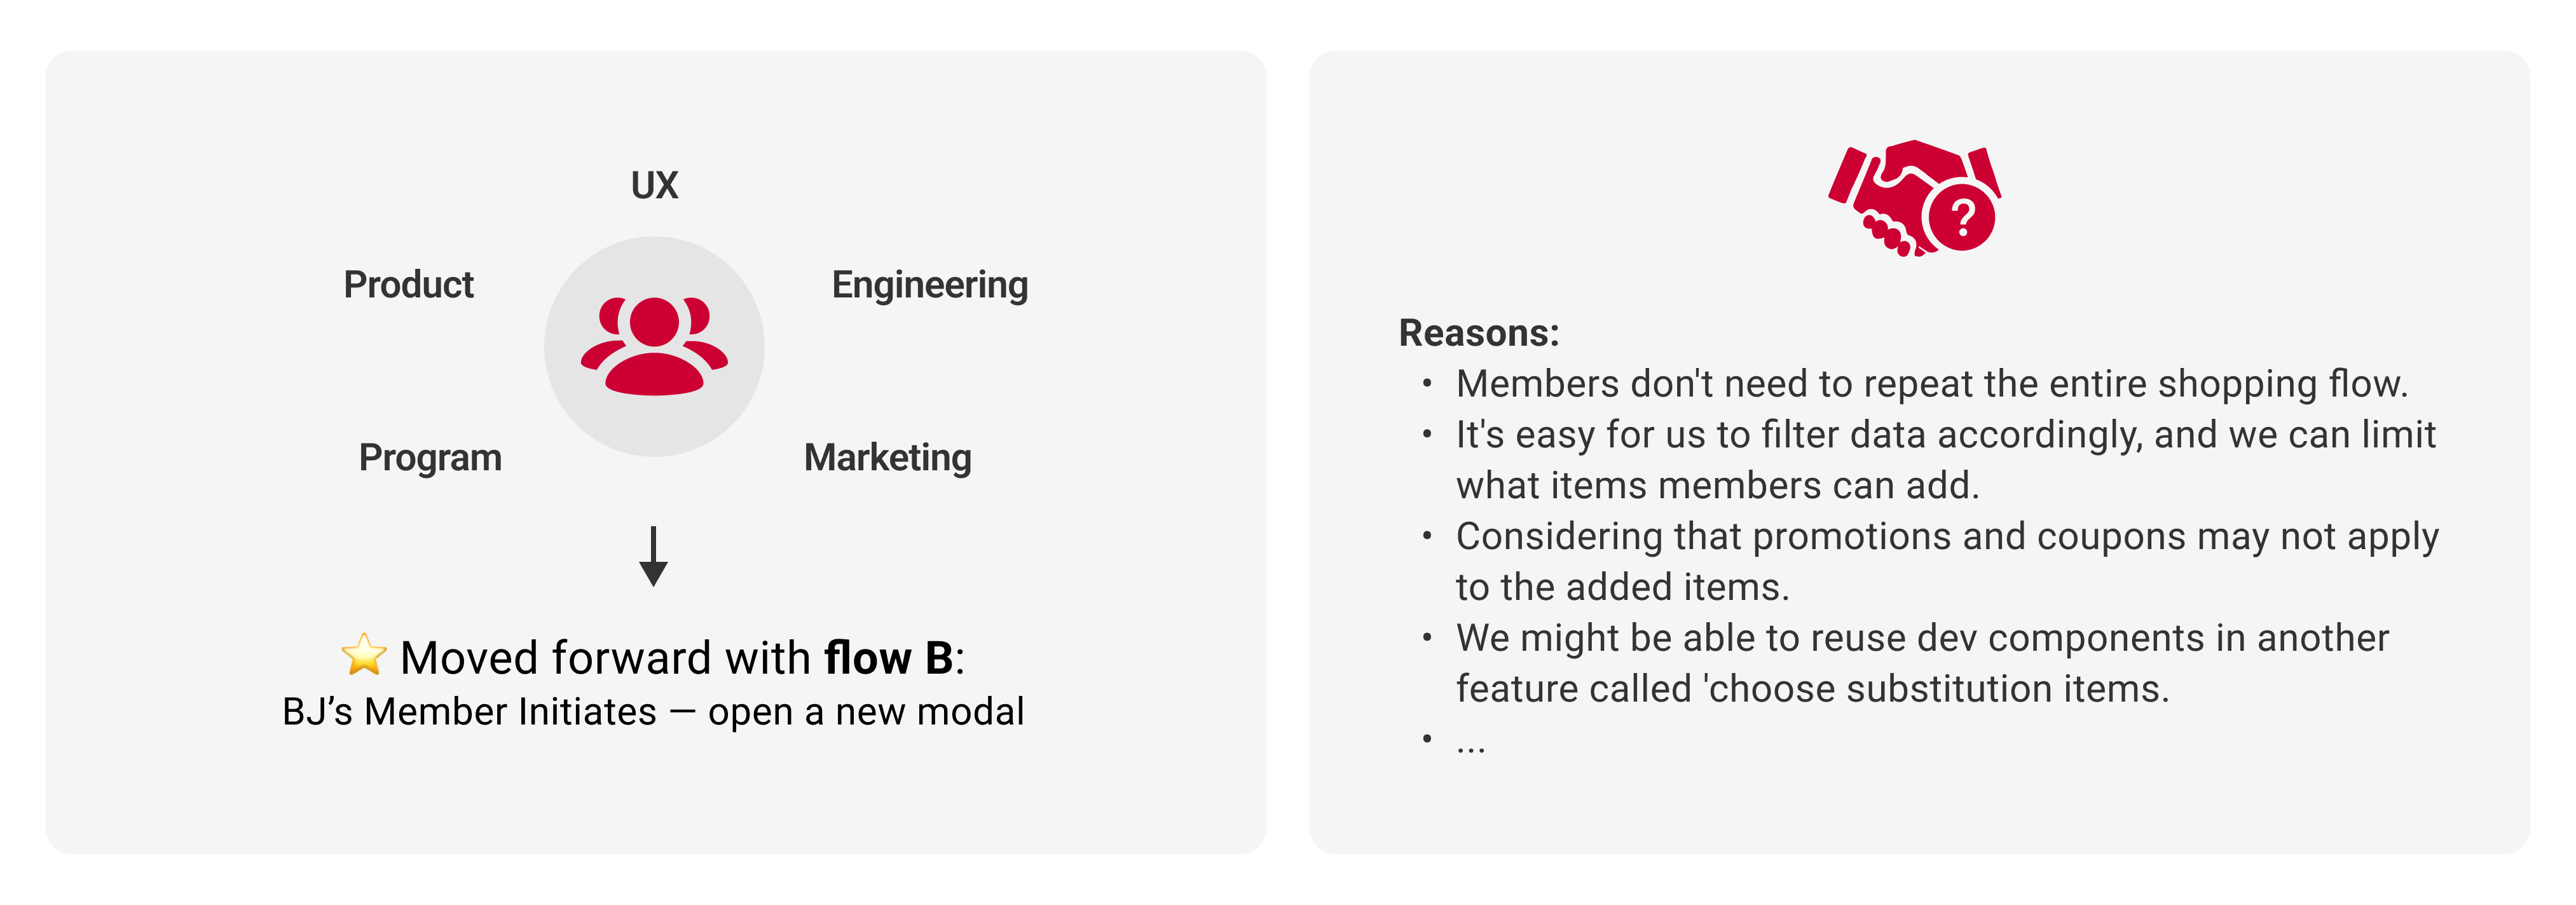 UX
Product
Engineering
Program
Marketing
Moved forward with flow B:
BJ’s Member Initiates — open a new modal
?
Reasons:
• Members don't need to repeat the entire shopping flow.
• It's easy for us to filter data accordingly, and we can limit
what items members can add.
• Considering that promotions and coupons may not apply
to the added items.
• We might be able to reuse dev components in another
feature called 'choose substitution items.
• ...